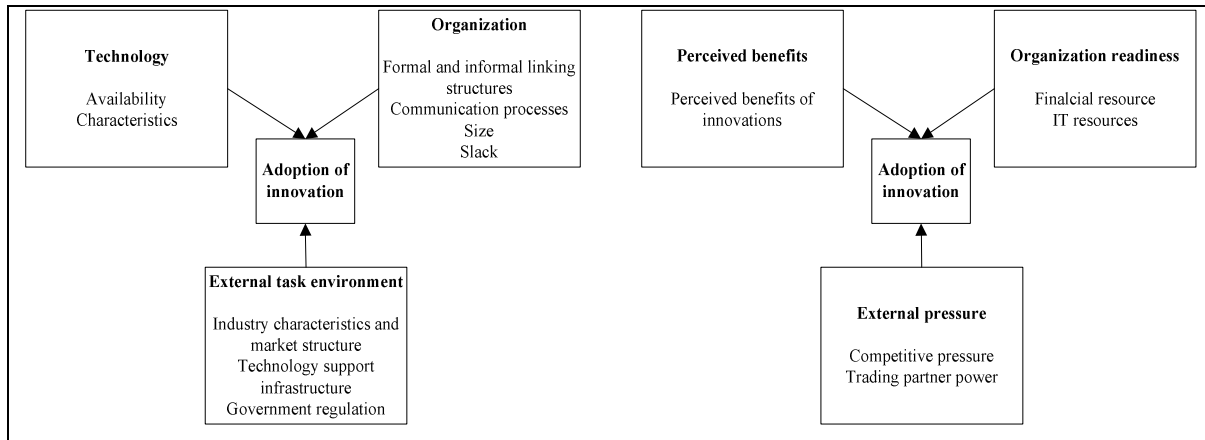 Technology
Availability
Characteristics
Organization
Formal and informal linking
structures
Communication processes
Size
Slack
Adoption of
innovation
External task environment
Industry characteristics and
market structure
Technology support
infrastructure
Government regulation
Perceived benefits
Perceived benefits of
innovations
Organization readiness
Finalcial resource
IT resources
Adoption of
innovation
External pressure
Competitive pressure
Trading partner power